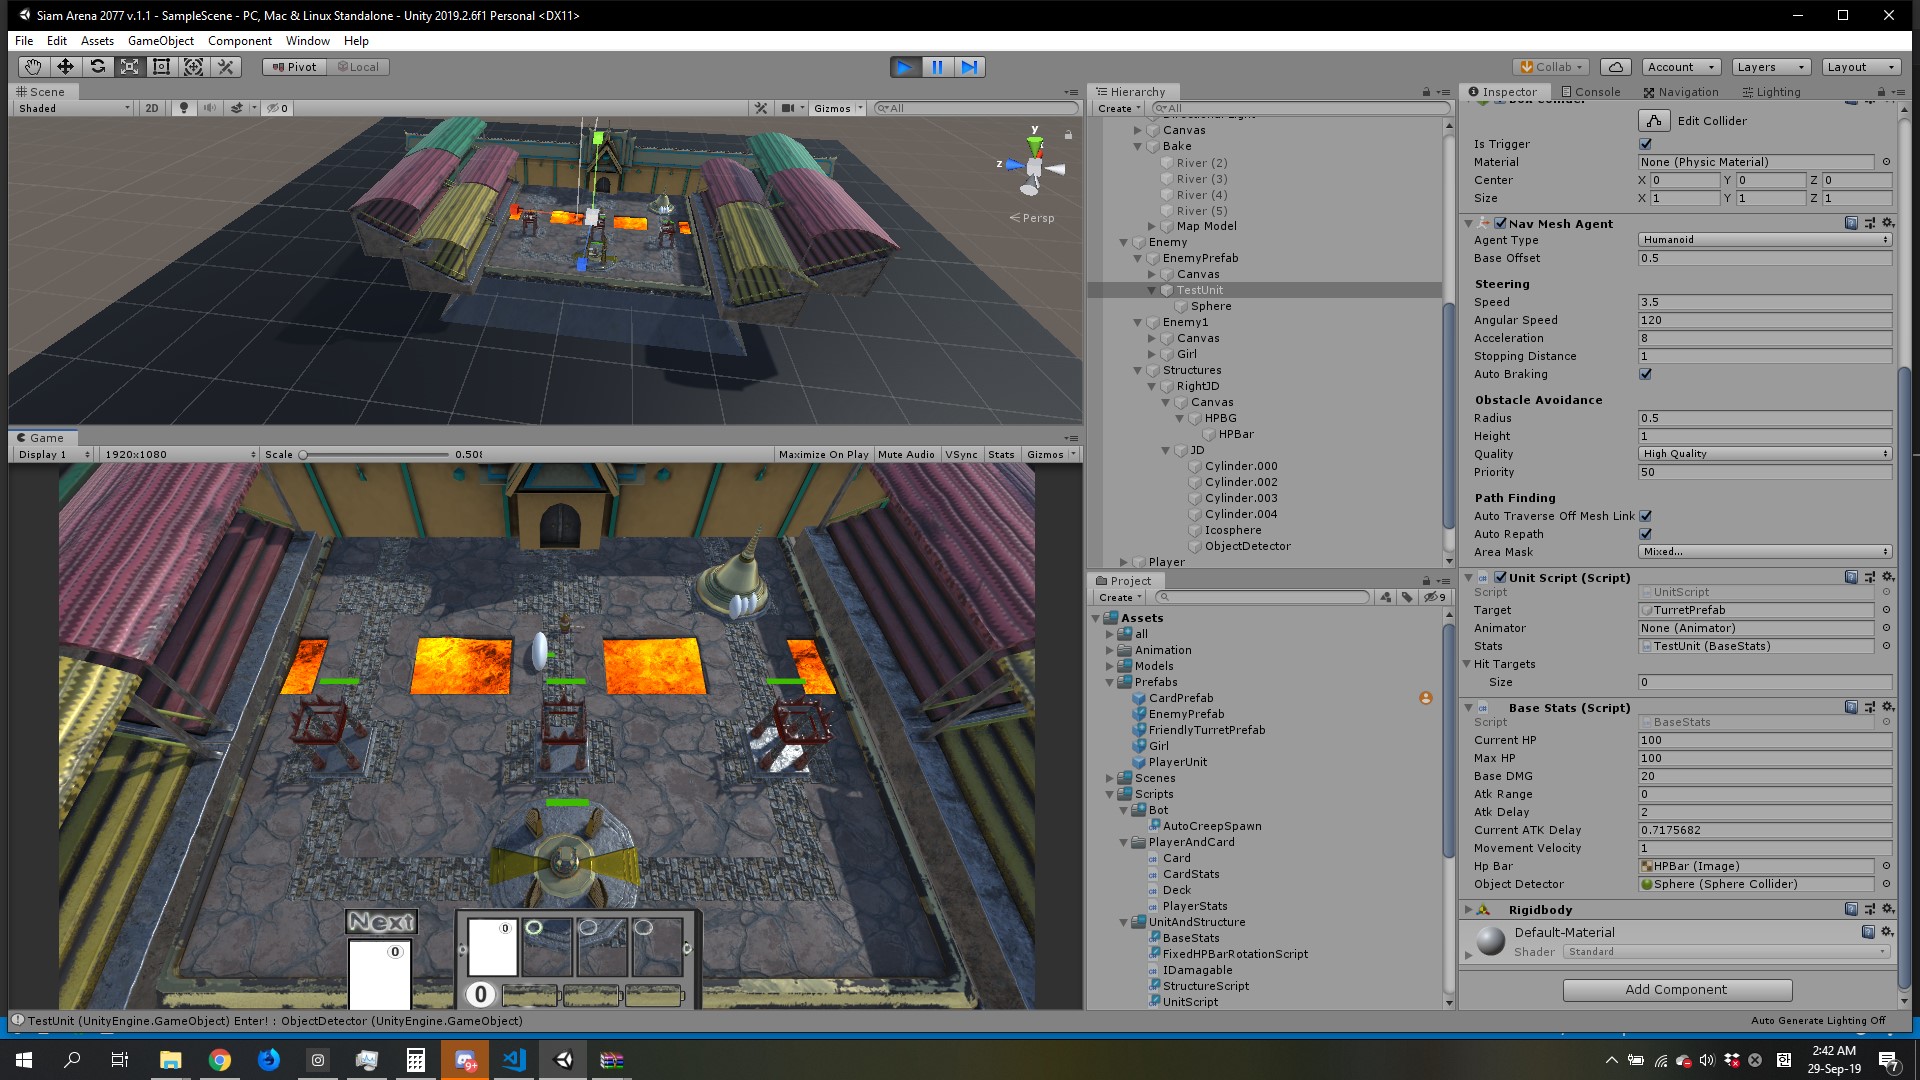 Siam Arena 2077 v.1.1 - SampleScene - PC, Mac & Linux Standalone - Unity 2019.2.6f1 Personal <DX11>
File Edit Assets GameObject Component Window Help
Pivot Local
Collab Account Layers Layout
Scene
Shaded 2D 0 Gizmos All
y
z
Persp
Game
Display 1 1920x1080 Scale 0.508 Maximize On Play Mute Audio VSync Stats Gizmos
Next
0
0
0
Hierarchy
Create All
Directional Light
Canvas
Bake
River (2)
River (3)
River (4)
River (5)
Map Model
Enemy
EnemyPrefab
Canvas
TestUnit
Sphere
Enemy1
Canvas
Girl
Structures
RightJD
Canvas
HPBG
HPBar
JD
Cylinder.000
Cylinder.002
Cylinder.003
Cylinder.004
Icosphere
ObjectDetector
Player
Project
Create 9
Assets
all
Animation
Models
Prefabs
CardPrefab
EnemyPrefab
FriendlyTurretPrefab
Girl
PlayerUnit
Scenes
Scripts
Bot
AutoCreepSpawn
PlayerAndCard
Card
CardStats
Deck
PlayerStats
UnitAndStructure
BaseStats
FixedHPBarRotationScript
IDamagable
StructureScript
UnitScript
Inspector Console Navigation Lighting
Box Collider
Edit Collider
Is Trigger
Material None (Physic Material)
Center X 0 Y 0 Z 0
Size X 1 Y 1 Z 1
Nav Mesh Agent
Agent Type Humanoid
Base Offset 0.5
Steering
Speed 3.5
Angular Speed 120
Acceleration 8
Stopping Distance 1
Auto Braking
Obstacle Avoidance
Radius 0.5
Height 1
Quality High Quality
Priority 50
Path Finding
Auto Traverse Off Mesh Link
Auto Repath
Area Mask Mixed...
Unit Script (Script)
Script UnitScript
Target TurretPrefab
Animator None (Animator)
Stats TestUnit (BaseStats)
Hit Targets
Size 0
Base Stats (Script)
Script BaseStats
Current HP 100
Max HP 100
Base DMG 20
Atk Range 0
Atk Delay 2
Current ATK Delay 0.7175682
Movement Velocity 1
Hp Bar HPBar (Image)
Object Detector Sphere (Sphere Collider)
Rigidbody
Default-Material
Shader Standard
Add Component
TestUnit (UnityEngine.GameObject) Enter! : ObjectDetector (UnityEngine.GameObject)
Auto Generate Lighting Off
9+
2:42 AM
29-Sep-19
7